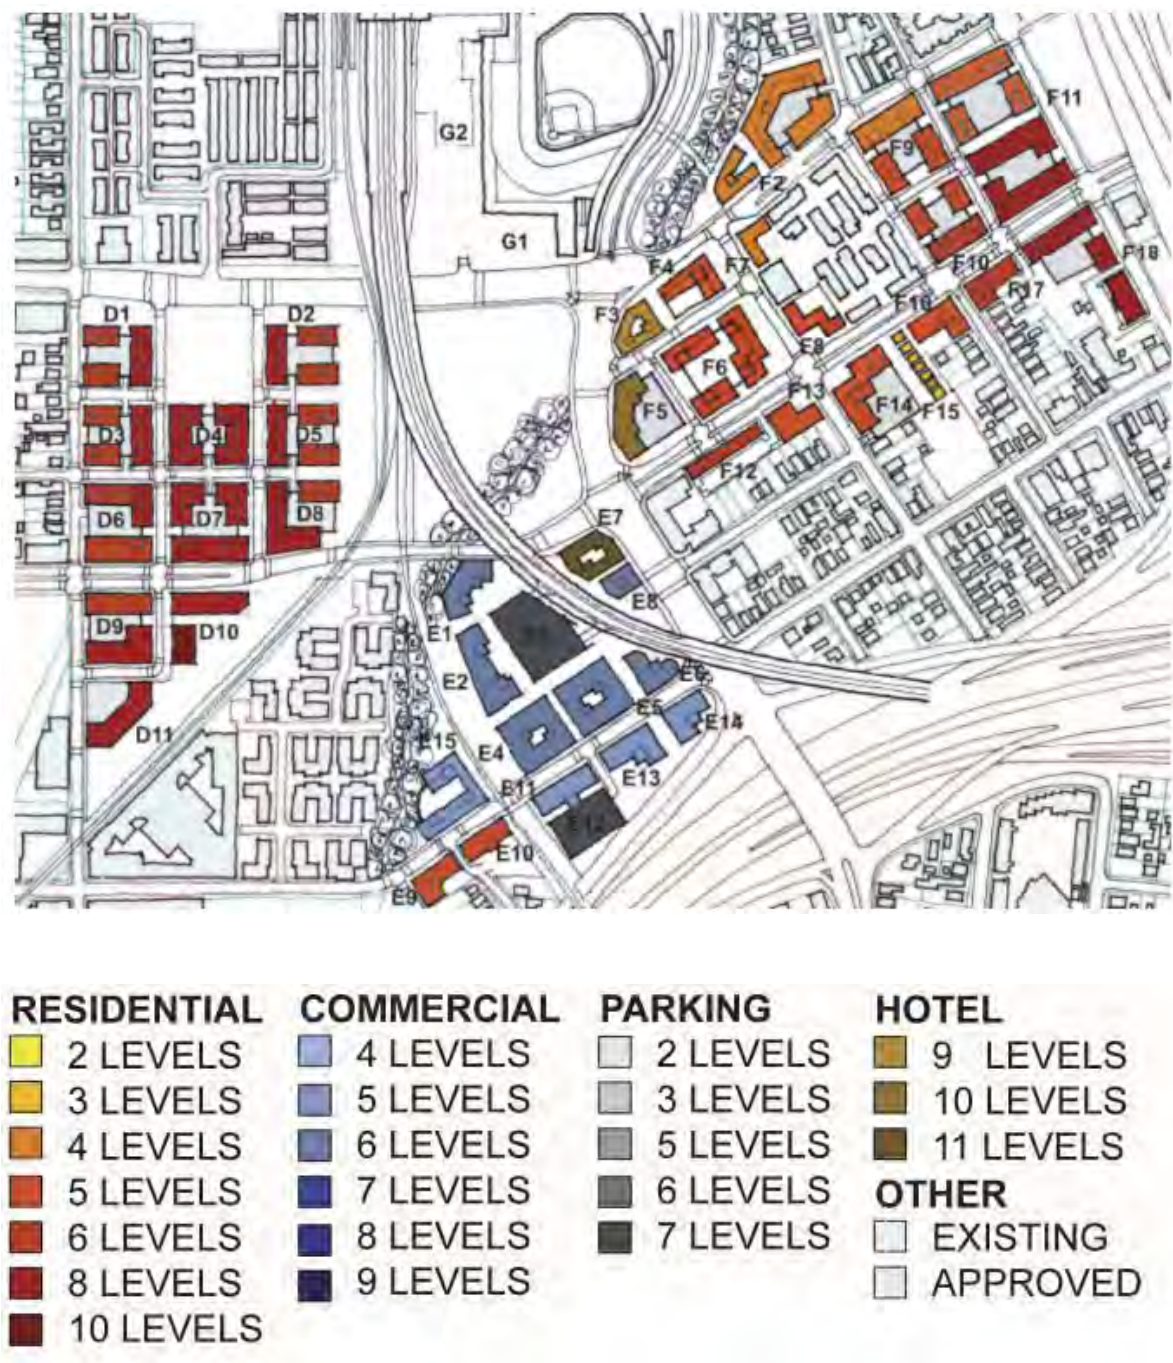 F11
G2
F9
F2
G1
F18
F4
F7
F10
F17
F16
F3
D1
D2
E8
F6
F13
F5
F14
F15
D3
D4
D5
F12
D6
D7
D8
E7
E8
D9
D10
E1
E2
E6
E5
E14
D11
E15
E4
E13
E11
E12
E10
E9
RESIDENTIAL
2 LEVELS
3 LEVELS
4 LEVELS
5 LEVELS
6 LEVELS
8 LEVELS
10 LEVELS
COMMERCIAL
4 LEVELS
5 LEVELS
6 LEVELS
7 LEVELS
8 LEVELS
9 LEVELS
PARKING
2 LEVELS
3 LEVELS
5 LEVELS
6 LEVELS
7 LEVELS
HOTEL
9 LEVELS
10 LEVELS
11 LEVELS
OTHER
EXISTING
APPROVED